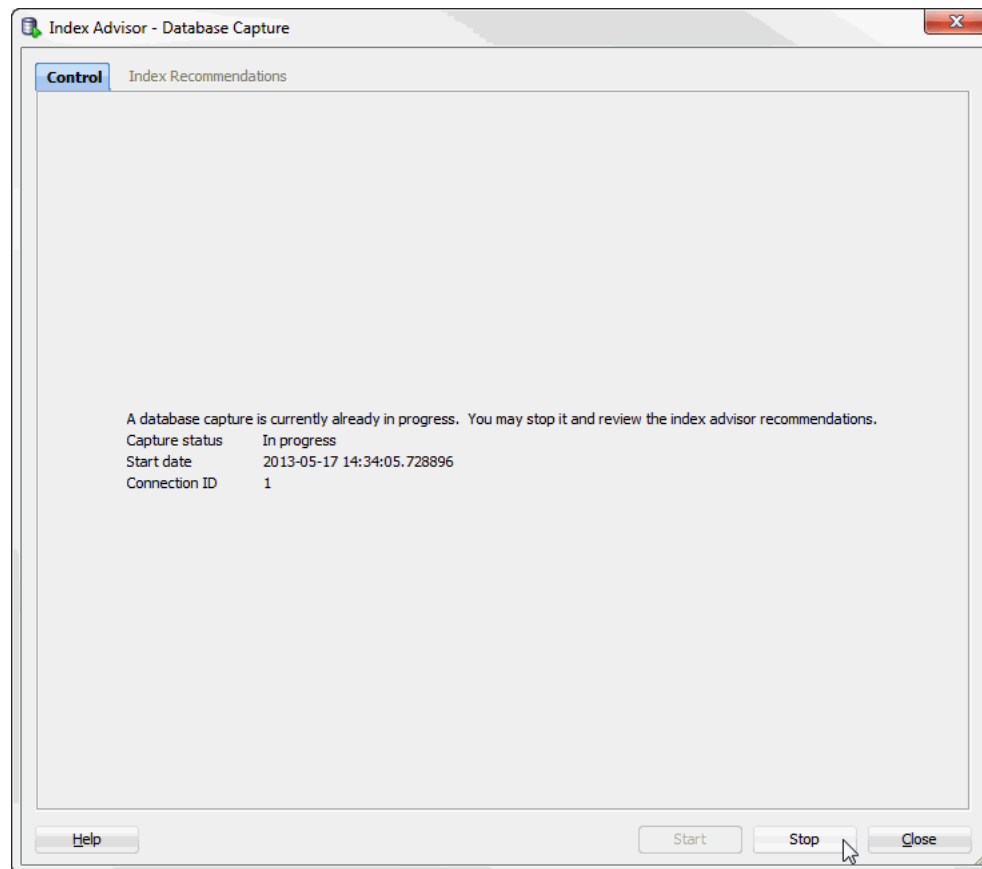 Index Advisor - Database Capture
Control Index Recommendations
A database capture is currently already in progress.  You may stop it and review the index advisor recommendations.
Capture status In progress
Start date 2013-05-17 14:34:05.728896
Connection ID 1
Help Start Stop Close